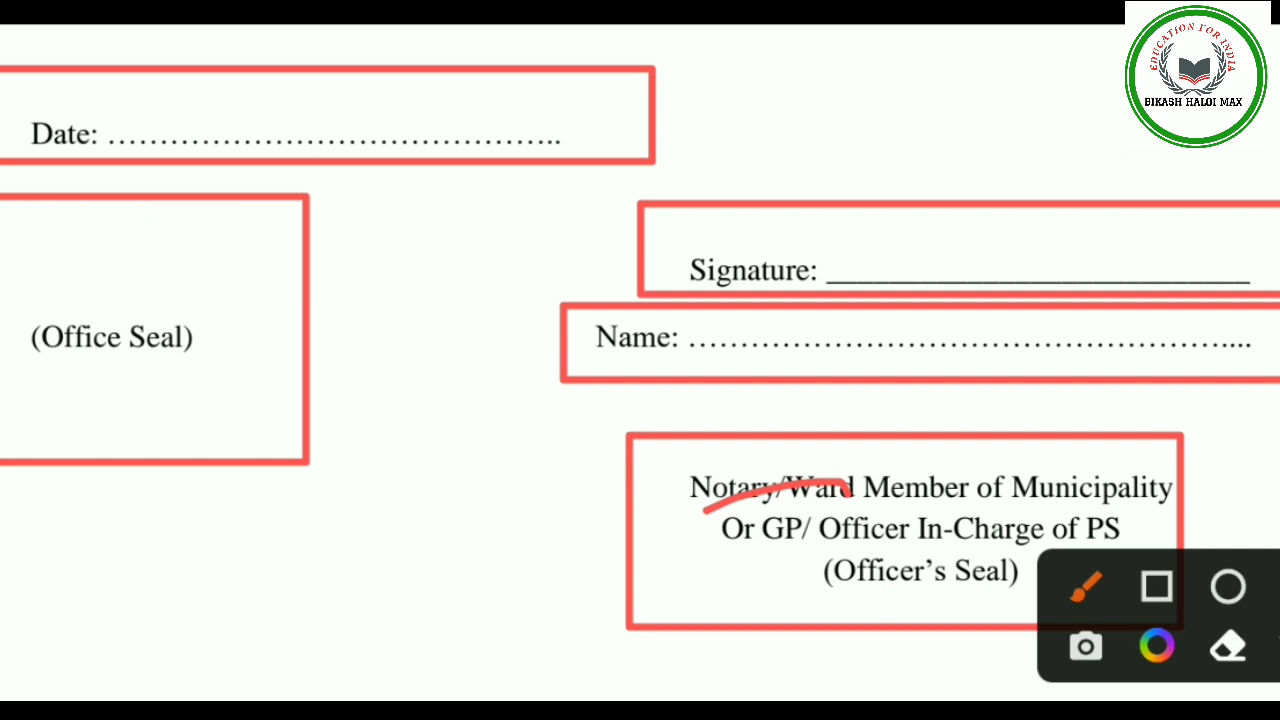 EDUCATION FOR INDIA
BIKASH HALOI MAX
Date: ………………………………………..
Signature: ___________________________
(Office Seal)
Name: ……………………………………………....
Notary/Ward Member of Municipality
Or GP/ Officer In-Charge of PS
(Officer’s Seal)